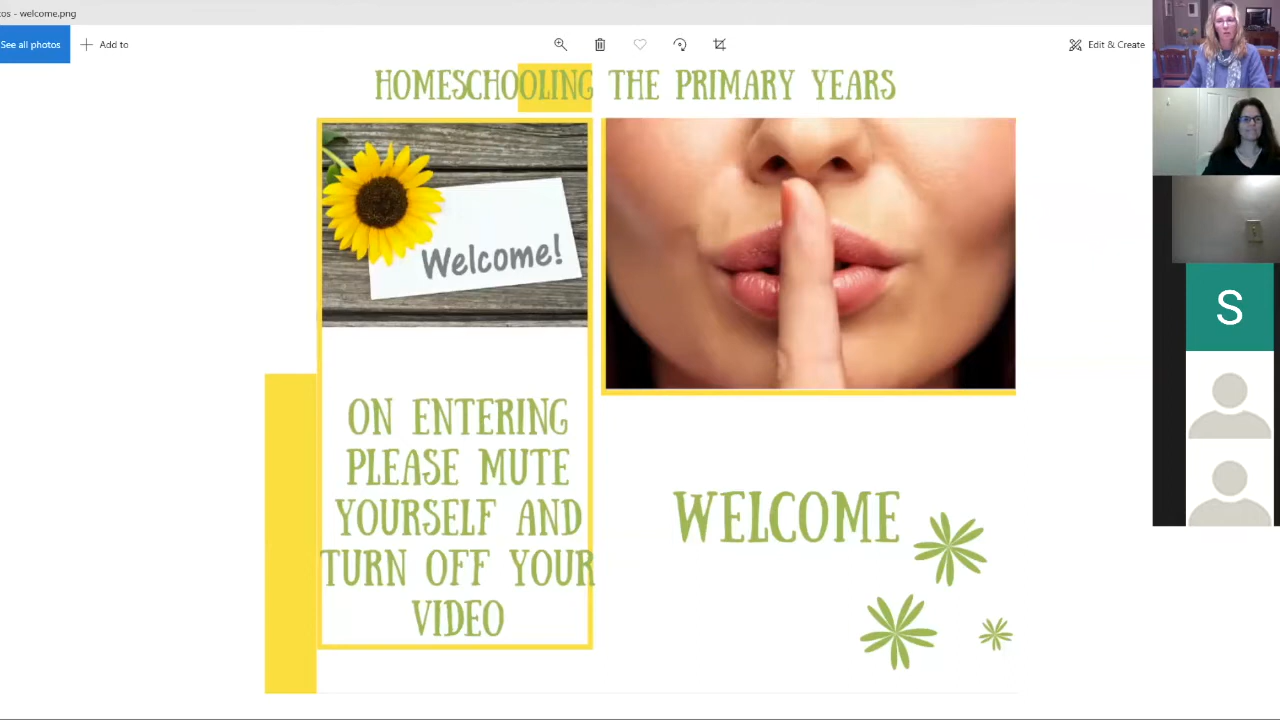 os - welcome.png
See all photos
Add to
Edit & Create
HOMESCHOOLING THE PRIMARY YEARS
Welcome!
ON ENTERING
PLEASE MUTE
YOURSELF AND
TURN OFF YOUR
VIDEO
WELCOME
S